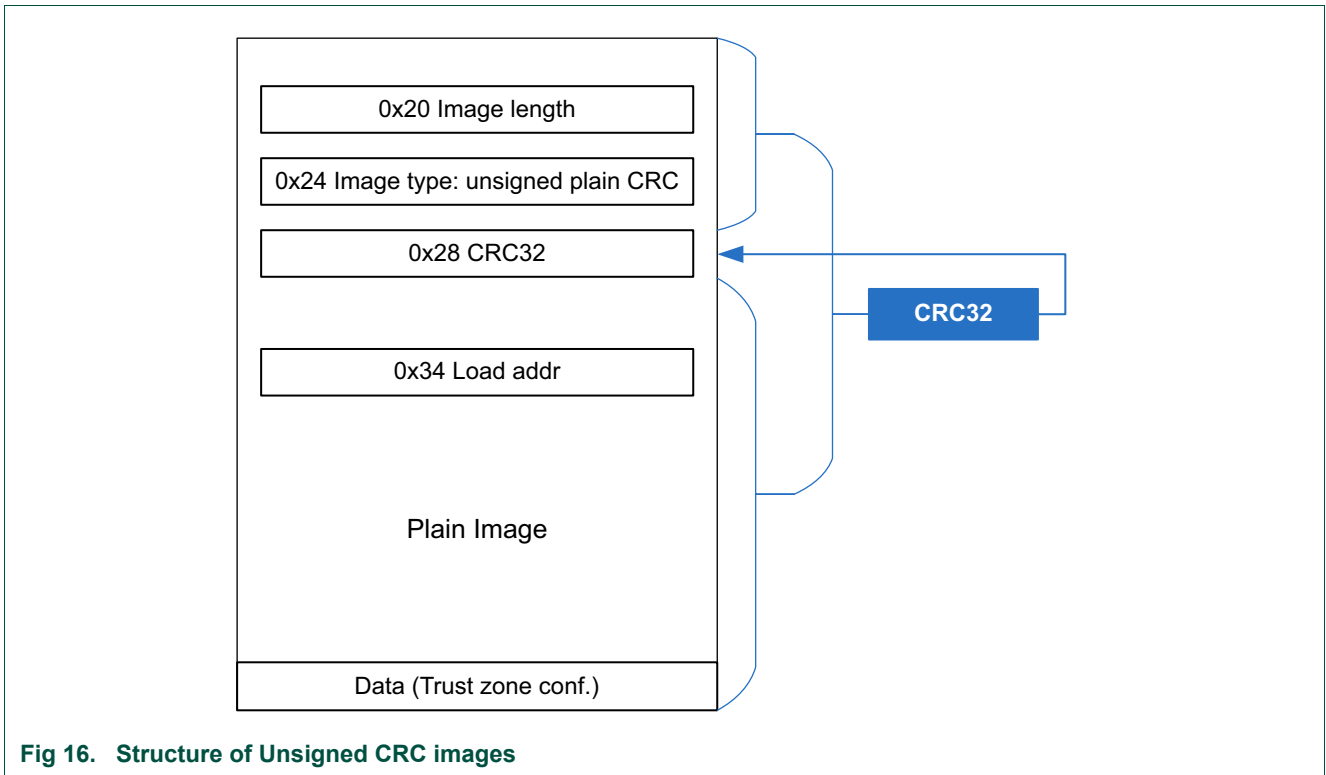 0x20 Image length
0x24 Image type: unsigned plain CRC
0x28 CRC32
CRC32
0x34 Load addr
Plain Image
Data (Trust zone conf.)
Fig 16. Structure of Unsigned CRC images